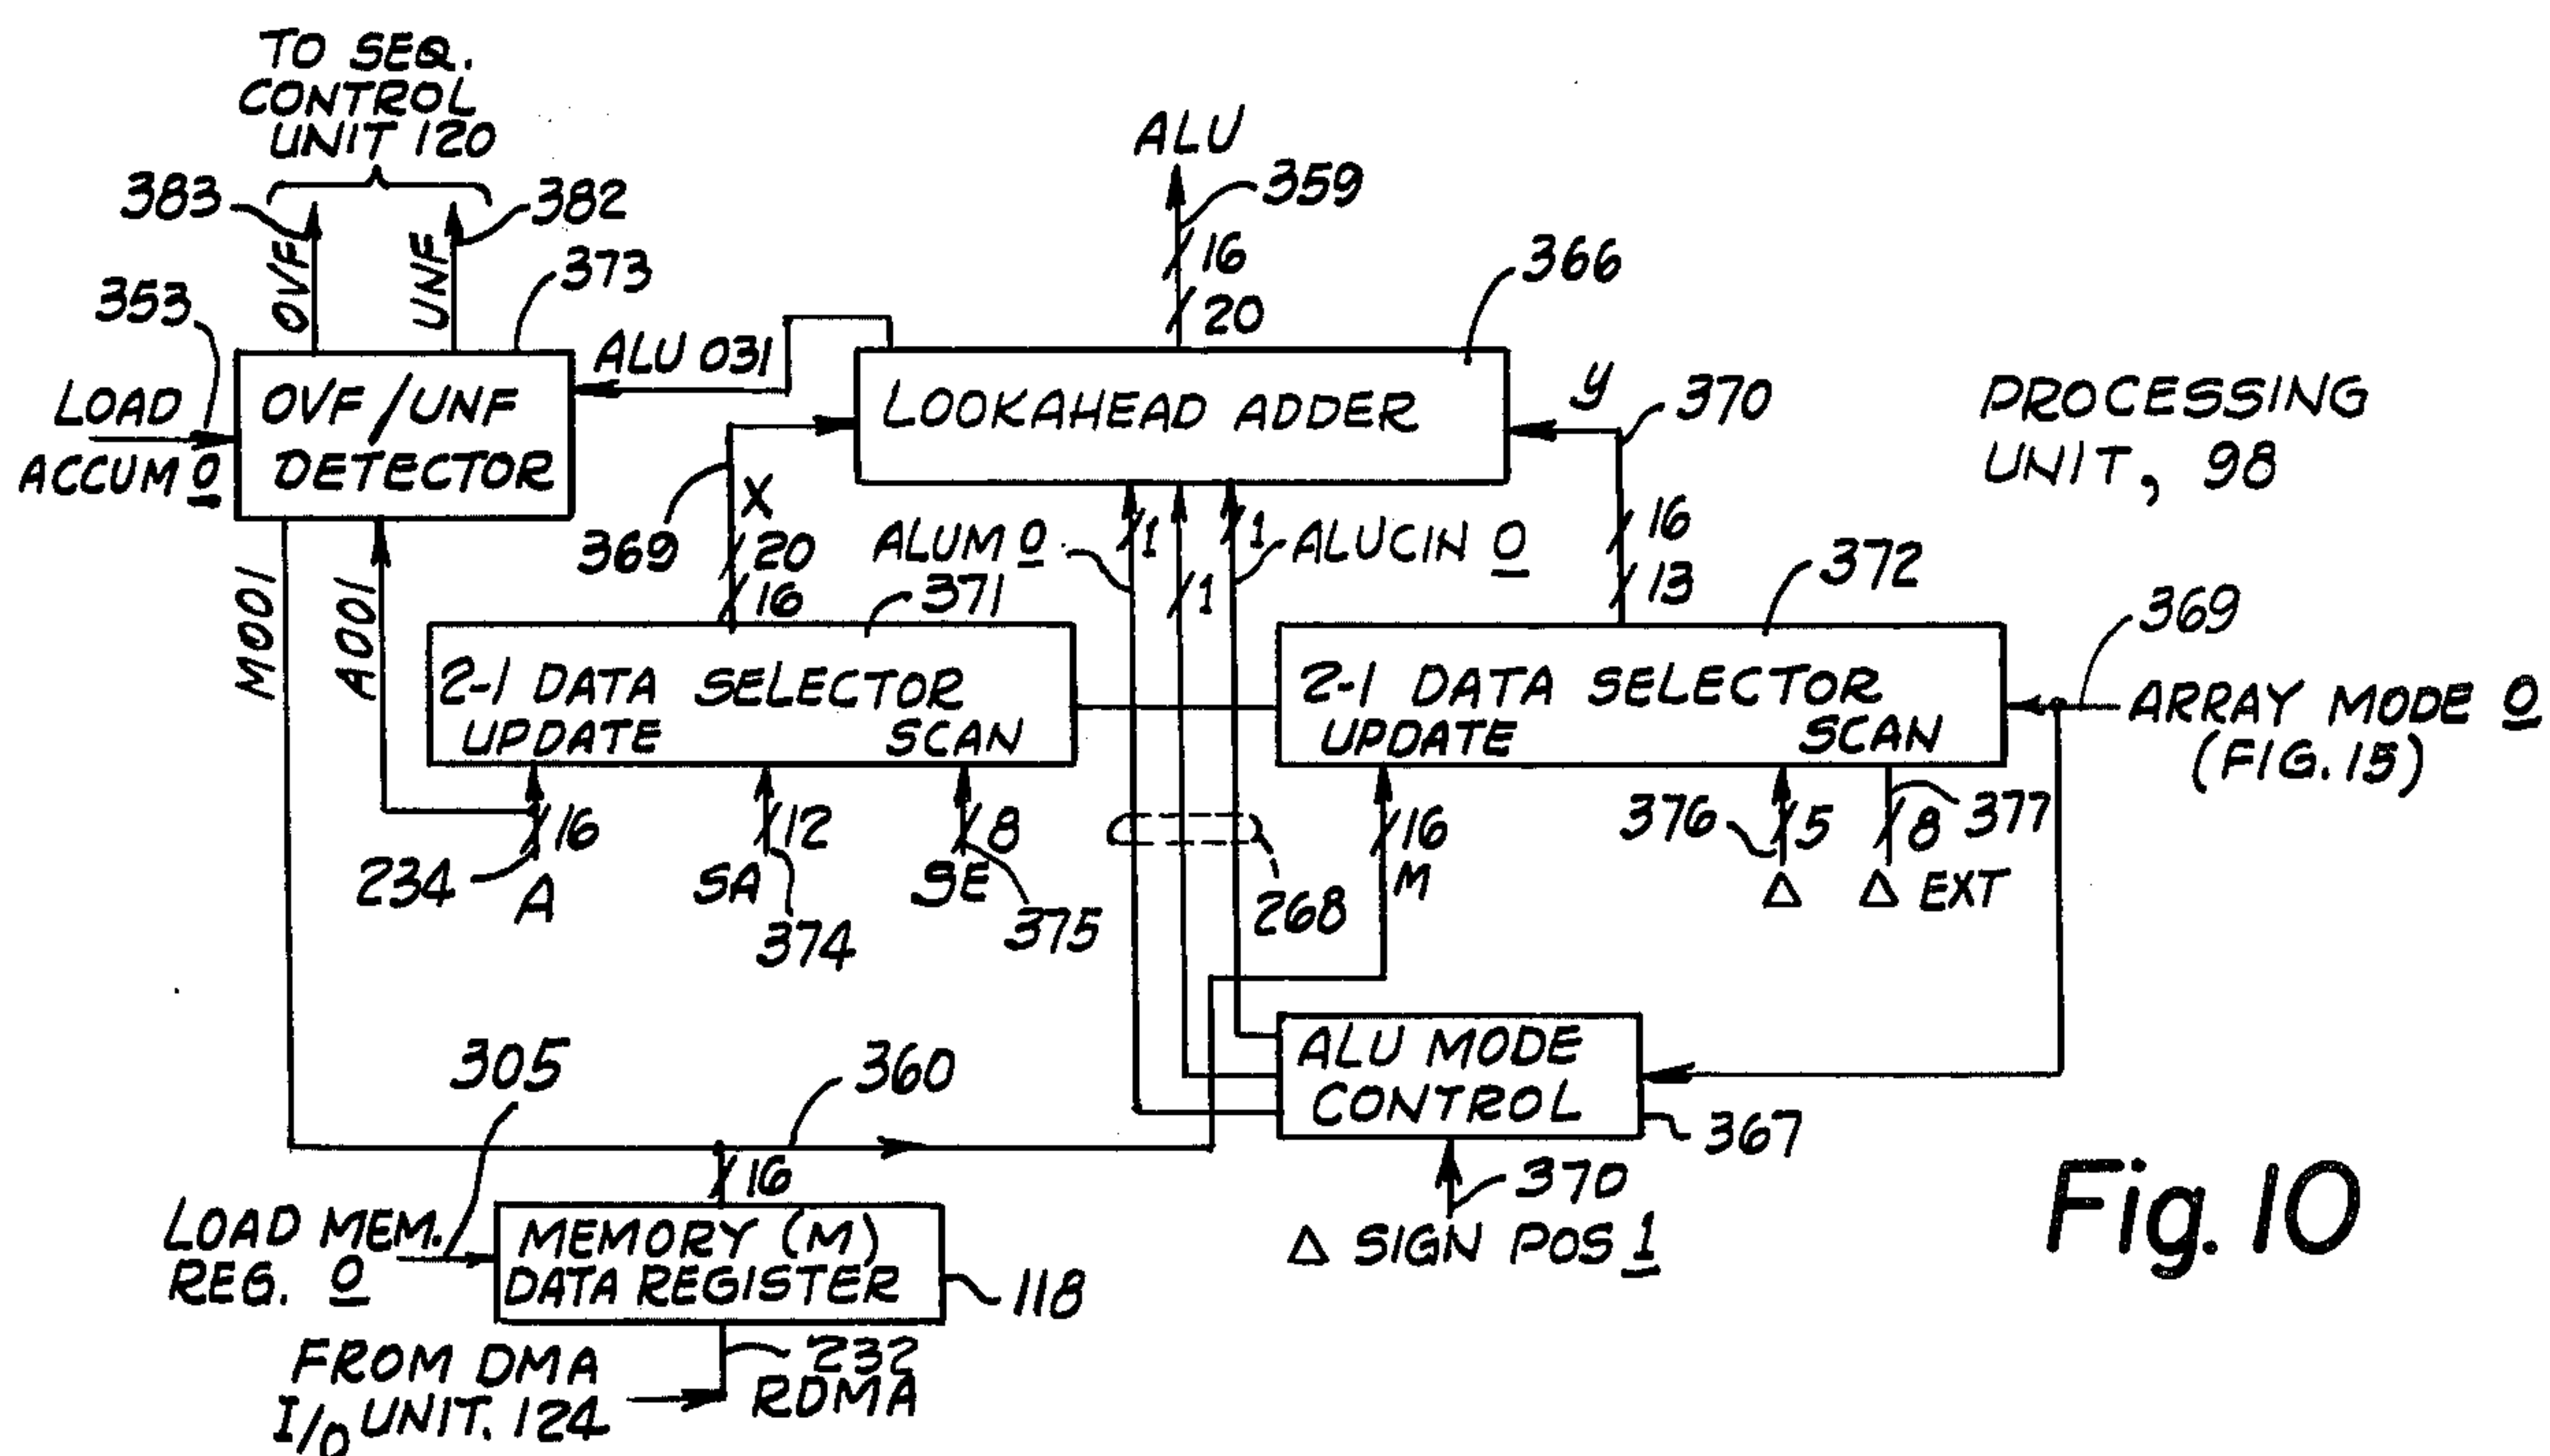 TO SEQ.
CONTROL
UNIT 120
383
382
OVF
UNF
373
353
LOAD
ACCUM 0
OVF/UNF
DETECTOR
ALU 031
ALU
359
16
20
366
LOOKAHEAD ADDER
y
370
PROCESSING
UNIT, 98
369
X
20
16
ALUM 0
1
1
1
ALUCIN 0
16
13
M001
A001
371
2-1 DATA SELECTOR
UPDATE SCAN
372
2-1 DATA SELECTOR
UPDATE SCAN
369
ARRAY MODE 0
(FIG. 15)
234
16
A
12
SA
374
8
SE
375
268
16
M
376
5
Δ
8
377
Δ EXT
ALU MODE
CONTROL
367
370
Δ SIGN POS 1
305
360
16
LOAD MEM.
REG. 0
MEMORY (M)
DATA REGISTER
118
FROM DMA
I/O UNIT. 124
232
RDMA
Fig. 10